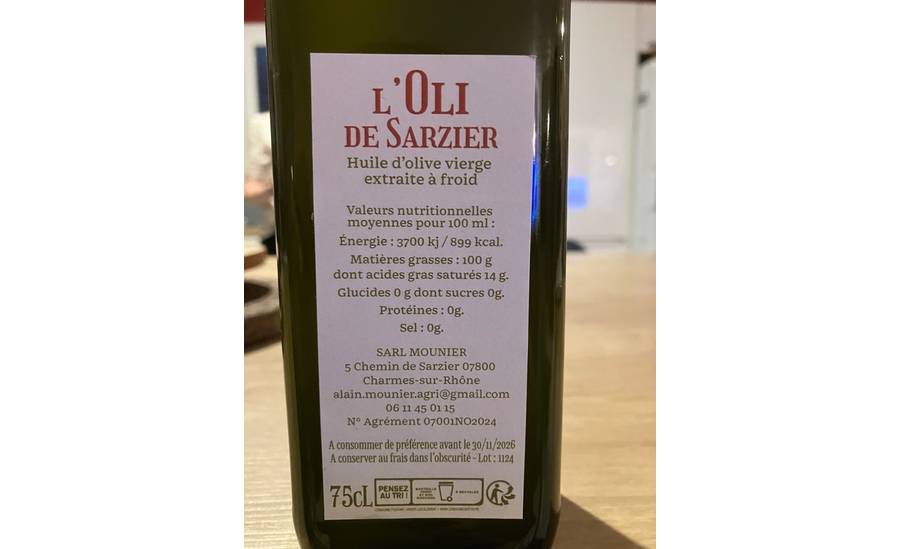 L'OLI
DE SARZIER
Huile d'olive vierge
extraite à froid
Valeurs nutritionnelles
moyennes pour 100 ml :
Énergie : 3700 kj / 899 kcal.
Matières grasses : 100 g
dont acides gras saturés 14 g.
Glucides 0 g dont sucres 0g.
Protéines : 0g.
Sel : 0g.
SARL MOUNIER
5 Chemin de Sarzier 07800
Charmes-sur-Rhône
alain.mounier.agri@gmail.com
06 11 45 01 15
N° Agrément 07001NO2024
A consommer de préférence avant le 30/11/2026
A conserver au frais dans l'obscurité - Lot : 1124
75cL
PENSEZ
AU TRI !
À RECYCLER